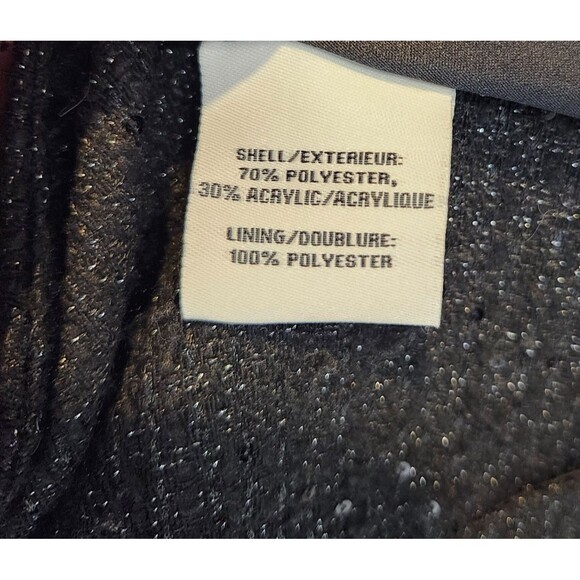 SHELL/EXTERIEUR:
70% POLYESTER,
30% ACRYLIC/ACRYLIQUE
LINING/DOUBLURE:
100% POLYESTER